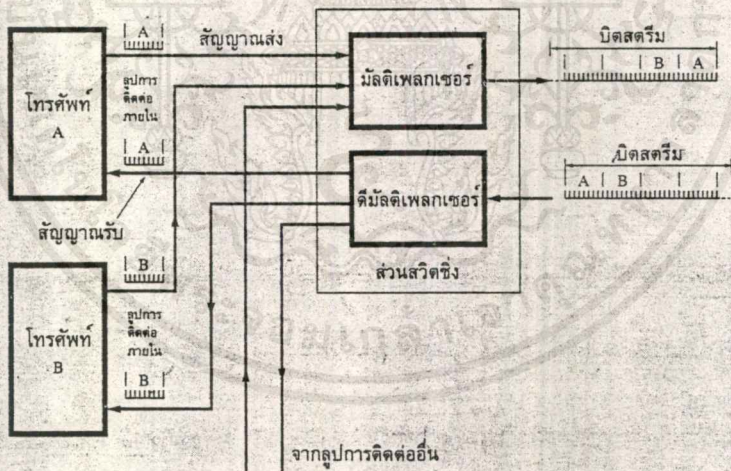 A
สัญญาณส่ง
บิตสตรีม
B A
มัลติเพลกเซอร์
ลูปการ
ติดต่อ
ภายใน
โทรศัพท์
A
A
บิตสตรีม
A B
ดีมัลติเพลกเซอร์
สัญญาณรับ
ส่วนสวิตชิ่ง
B
ลูปการ
ติดต่อ
ภายใน
โทรศัพท์
B
B
จากลูปการติดต่ออื่น